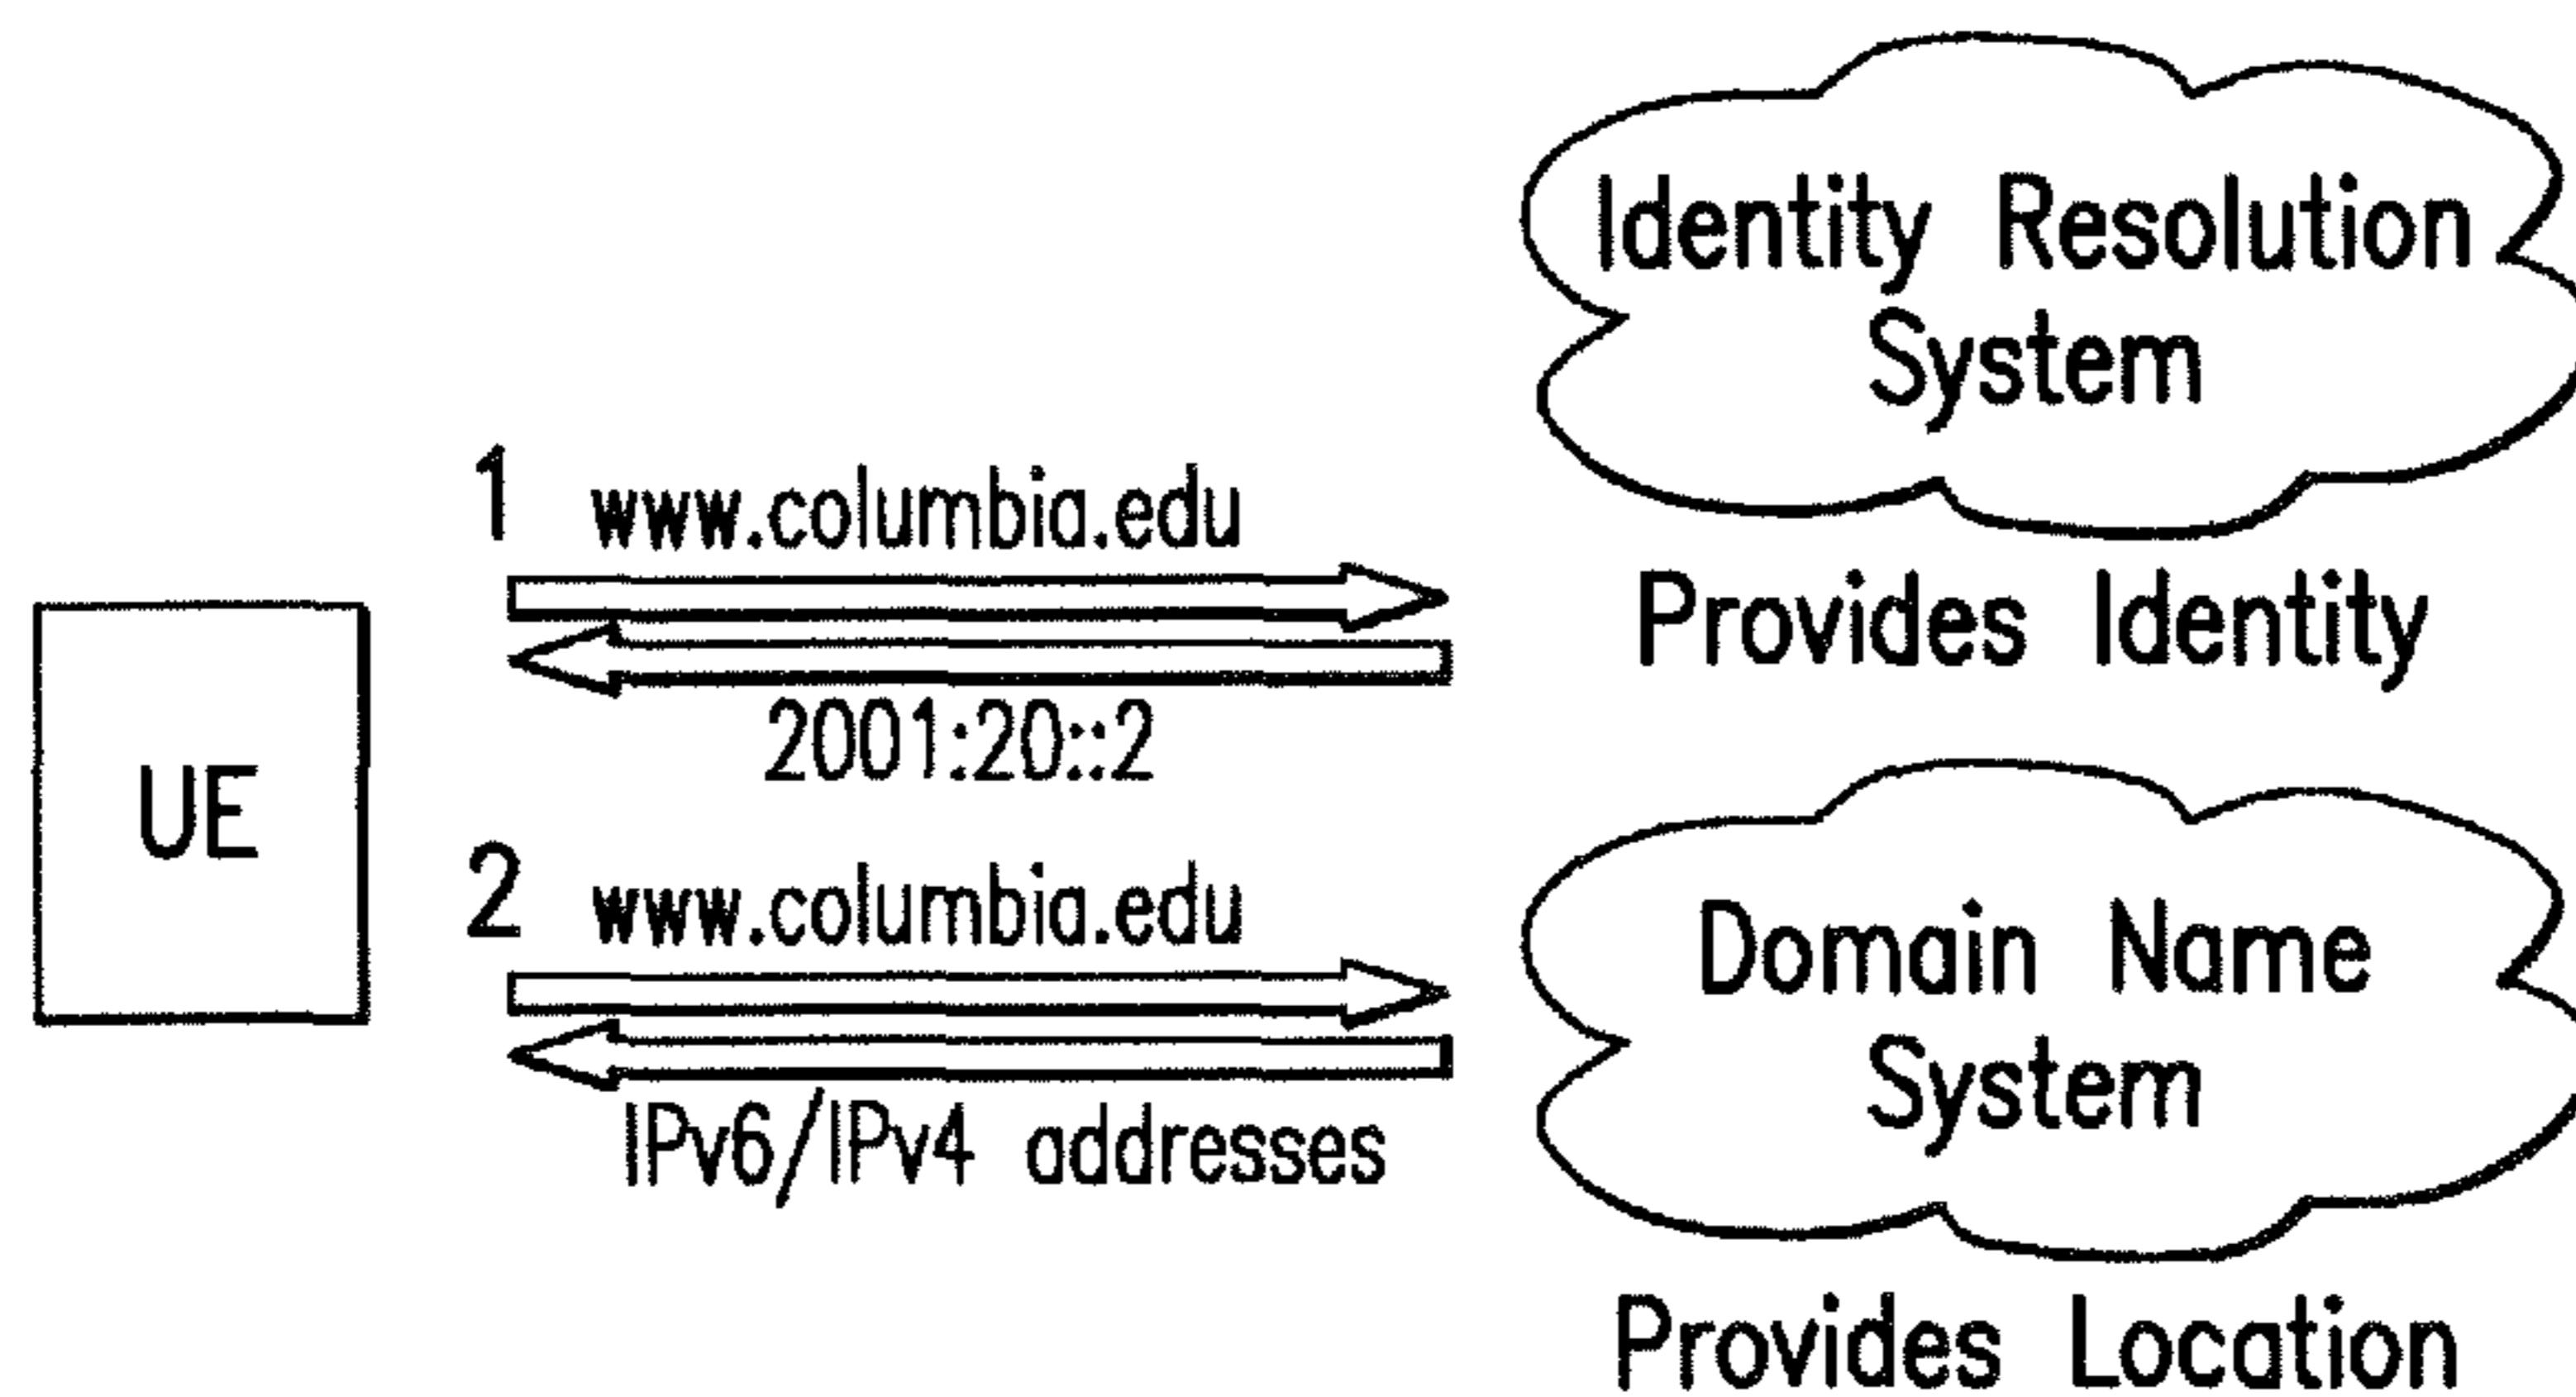 Identity Resolution
System
1 www.columbia.edu
Provides Identity
2001:20::2
UE
2 www.columbia.edu
Domain Name
System
IPv6/IPv4 addresses
Provides Location